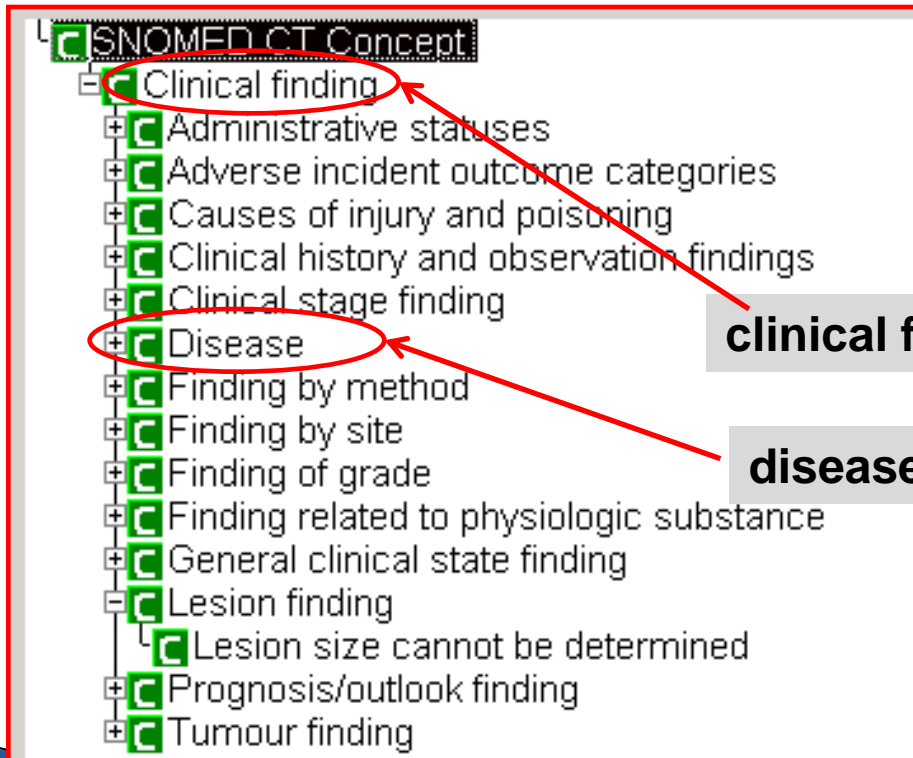 SNOMED CT Concept
Clinical finding
Administrative statuses
Adverse incident outcome categories
Causes of injury and poisoning
Clinical history and observation findings
Clinical stage finding
clinical f
Disease
Finding by method
Finding by site
disease
Finding of grade
Finding related to physiologic substance
General clinical state finding
Lesion finding
Lesion size cannot be determined
Prognosis/outlook finding
Tumour finding